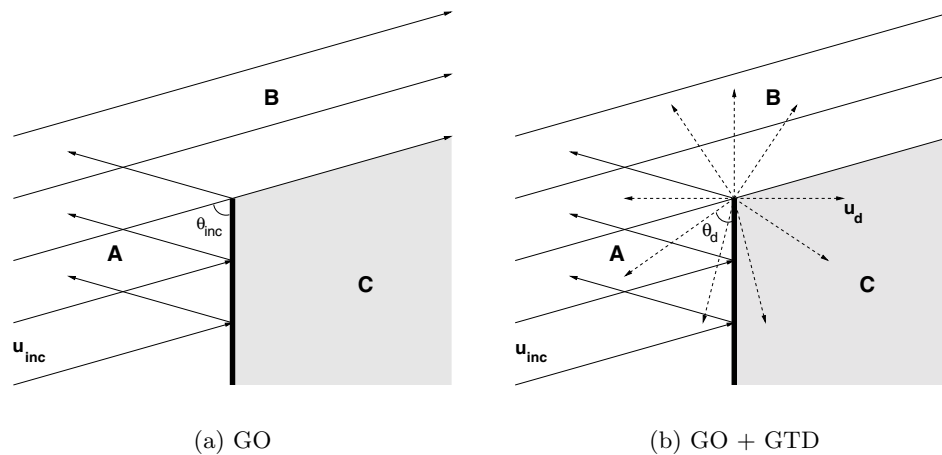 B
θinc
A
C
uinc
(a) GO
B
ud
θd
A
C
uinc
(b) GO + GTD